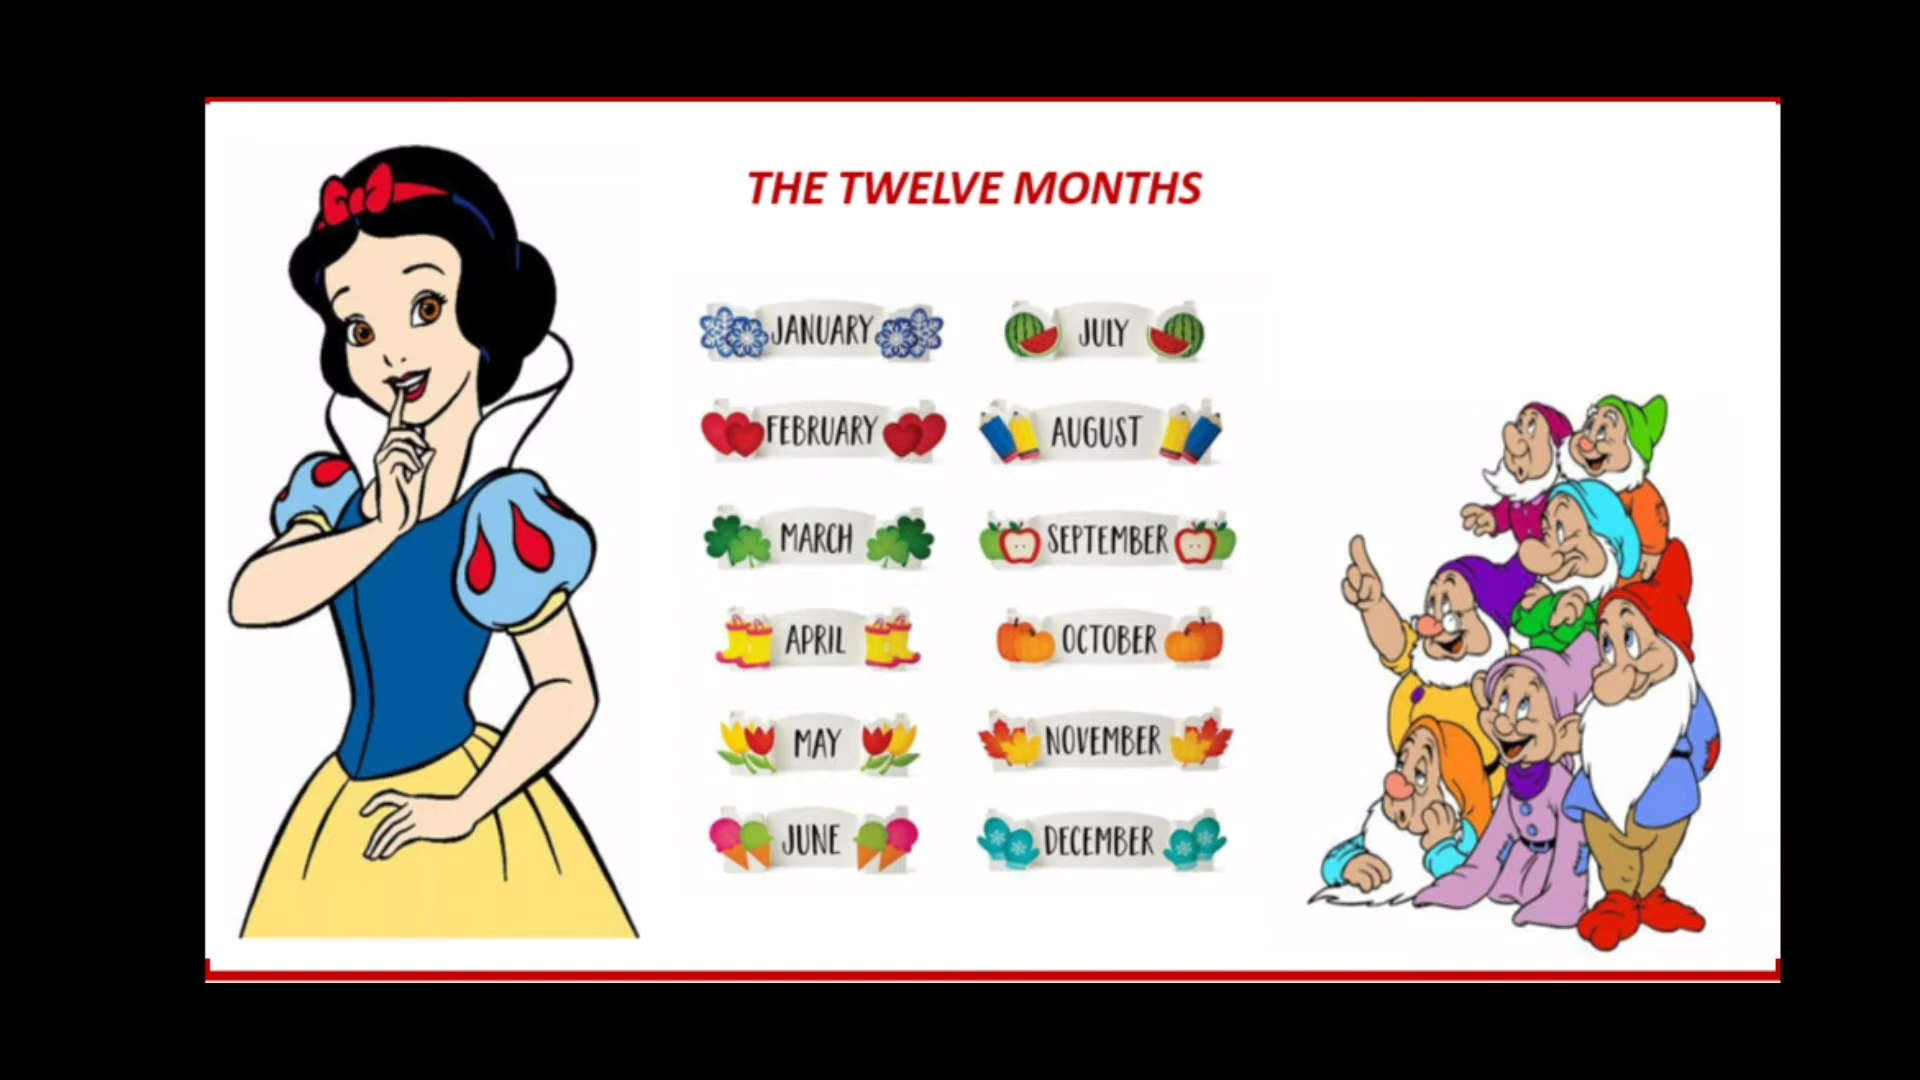 THE TWELVE MONTHS
JANUARY
FEBRUARY
MARCH
APRIL
MAY
JUNE
JULY
AUGUST
SEPTEMBER
OCTOBER
NOVEMBER
DECEMBER